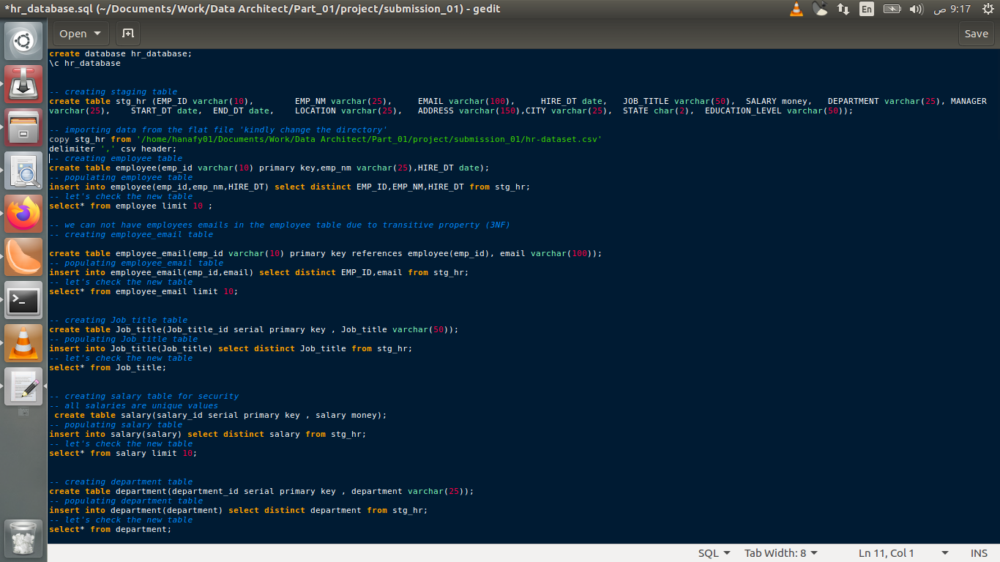 *hr_database.sql (~/Documents/Work/Data Architect/Part_01/project/submission_01) - gedit
En
9:17 ص
Open
Save
create database hr_database;
\c hr_database
-- creating staging table
create table stg_hr (EMP_ID varchar(10), EMP_NM varchar(25), EMAIL varchar(100), HIRE_DT date, JOB_TITLE varchar(50), SALARY money, DEPARTMENT varchar(25), MANAGER
varchar(25), START_DT date, END_DT date, LOCATION varchar(25), ADDRESS varchar(150),CITY varchar(25), STATE char(2), EDUCATION_LEVEL varchar(50));
-- importing data from the flat file 'kindly change the directory'
copy stg_hr from '/home/hanafy01/Documents/Work/Data Architect/Part_01/project/submission_01/hr-dataset.csv'
delimiter ',' csv header;
-- creating employee table
create table employee(emp_id varchar(10) primary key,emp_nm varchar(25),HIRE_DT date);
-- populating employee table
insert into employee(emp_id,emp_nm,HIRE_DT) select distinct EMP_ID,EMP_NM,HIRE_DT from stg_hr;
-- let's check the new table
select* from employee limit 10 ;
-- we can not have employees emails in the employee table due to transitive property (3NF)
-- creating employee_email table
create table employee_email(emp_id varchar(10) primary key references employee(emp_id), email varchar(100));
-- populating employee_email table
insert into employee_email(emp_id,email) select distinct EMP_ID,email from stg_hr;
-- let's check the new table
select* from employee_email limit 10;
-- creating Job_title table
create table Job_title(Job_title_id serial primary key , Job_title varchar(50));
-- populating Job_title table
insert into Job_title(Job_title) select distinct Job_title from stg_hr;
-- let's check the new table
select* from Job_title;
-- creating salary table for security
-- all salaries are unique values
create table salary(salary_id serial primary key , salary money);
-- populating salary table
insert into salary(salary) select distinct salary from stg_hr;
-- let's check the new table
select* from salary limit 10;
-- creating department table
create table department(department_id serial primary key , department varchar(25));
-- populating department table
insert into department(department) select distinct department from stg_hr;
-- let's check the new table
select* from department;
SQL
Tab Width: 8
Ln 11, Col 1
INS